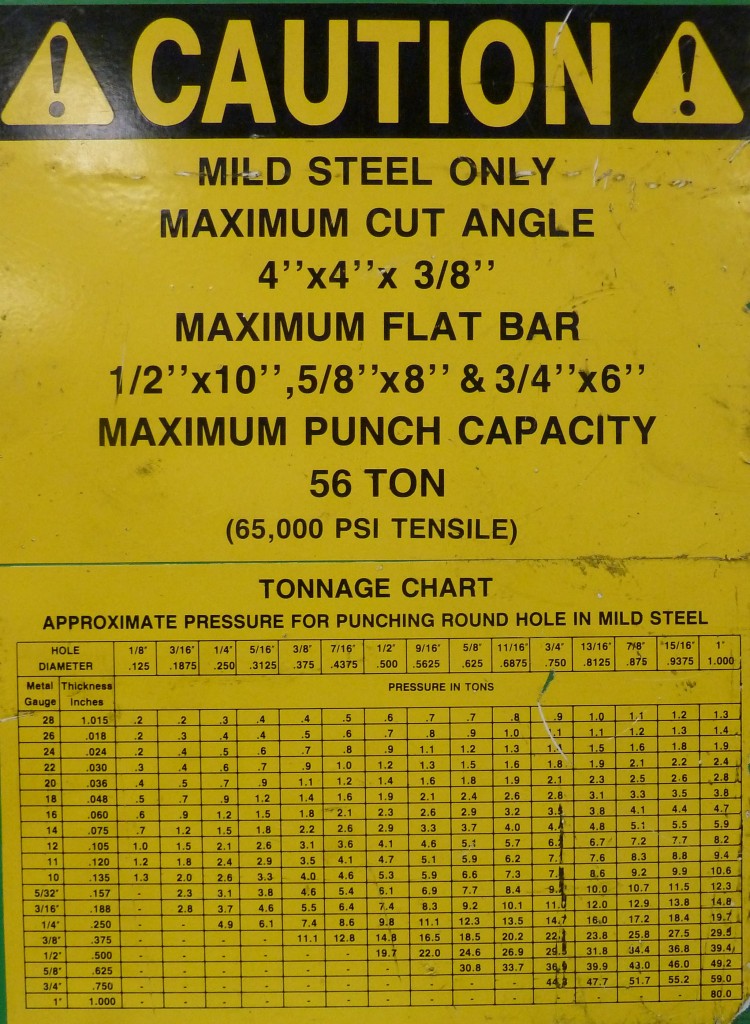 CAUTION
MILD STEEL ONLY
MAXIMUM CUT ANGLE
4''x4''x 3/8''
MAXIMUM FLAT BAR
1/2''x10'',5/8''x8'' & 3/4''x6''
MAXIMUM PUNCH CAPACITY
56 TON
(65,000 PSI TENSILE)
TONNAGE CHART
APPROXIMATE PRESSURE FOR PUNCHING ROUND HOLE IN MILD STEEL
HOLE 1/8" 3/16" 1/4" 5/16" 3/8" 7/16" 1/2" 9/16" 5/8" 11/16" 3/4" 13/16" 7/8" 15/16" 1"
DIAMETER .125 .1875 .250 .3125 .375 .4375 .500 .5625 .625 .6875 .750 .8125 .875 .9375 1.000
Metal Thickness PRESSURE IN TONS
Gauge Inches
28 1.015 .2 .2 .3 .4 .4 .5 .6 .7 .7 .8 .9 1.0 1.1 1.2 1.3
26 .018 .2 .3 .4 .4 .5 .6 .7 .8 .9 1.0 1.1 1.2 1.3 1.4
24 .024 .2 .4 .5 .6 .7 .8 .9 1.1 1.2 1.3 1.5 1.6 1.8 1.9
22 .030 .3 .4 .6 .7 .9 1.0 1.2 1.3 1.5 1.6 1.8 1.9 2.1 2.2 2.4
20 .036 .4 .5 .7 .9 1.1 1.2 1.4 1.6 1.8 1.9 2.1 2.3 2.5 2.6 2.8
18 .048 .5 .7 .9 1.2 1.4 1.6 1.9 2.1 2.4 2.6 2.8 3.1 3.3 3.5 3.8
16 .060 .6 .9 1.2 1.5 1.8 2.1 2.3 2.6 2.9 3.2 3.8 4.1 4.4 4.7
14 .075 .7 1.2 1.5 1.8 2.2 2.6 2.9 3.3 3.7 4.0 4.4 4.8 5.1 5.5 5.9
12 .105 1.0 1.5 2.1 2.6 3.1 3.6 4.1 4.6 5.1 5.7 6.7 7.2 7.7 8.2
11 .120 1.2 1.8 2.4 2.9 3.5 4.1 4.7 5.1 5.9 6.2 7.6 8.3 8.8 9.4
10 .135 1.3 2.0 2.6 3.3 4.0 4.6 5.3 5.9 6.6 7.3 8.6 9.2 9.9 10.6
5/32" .157 - 2.3 3.1 3.8 4.6 5.4 6.1 6.9 7.7 8.4 10.0 10.7 11.5 12.3
3/16" .188 - 2.8 3.7 4.6 5.5 6.4 7.4 8.3 9.2 10.1 11.0 12.0 12.9 13.8 14.8
1/4" .250 - - 4.9 6.1 7.4 8.6 9.8 11.1 12.3 13.5 14.7 16.0 17.2 18.4 19.7
3/8" .375 - - - - 11.1 12.8 14.8 16.5 18.5 20.2 23.8 25.8 27.5 29.5
1/2" .500 - - - - - - 19.7 22.0 24.6 26.9 29.5 31.8 34.4 36.8 39.4
5/8" .625 - - - - - - - - 30.8 33.7 36.9 39.9 43.0 46.0 49.2
3/4" .750 - - - - - - - - - - 44.3 47.7 51.7 55.2 59.0
1" 1.000 - - - - - - - - - - - - - - 80.0